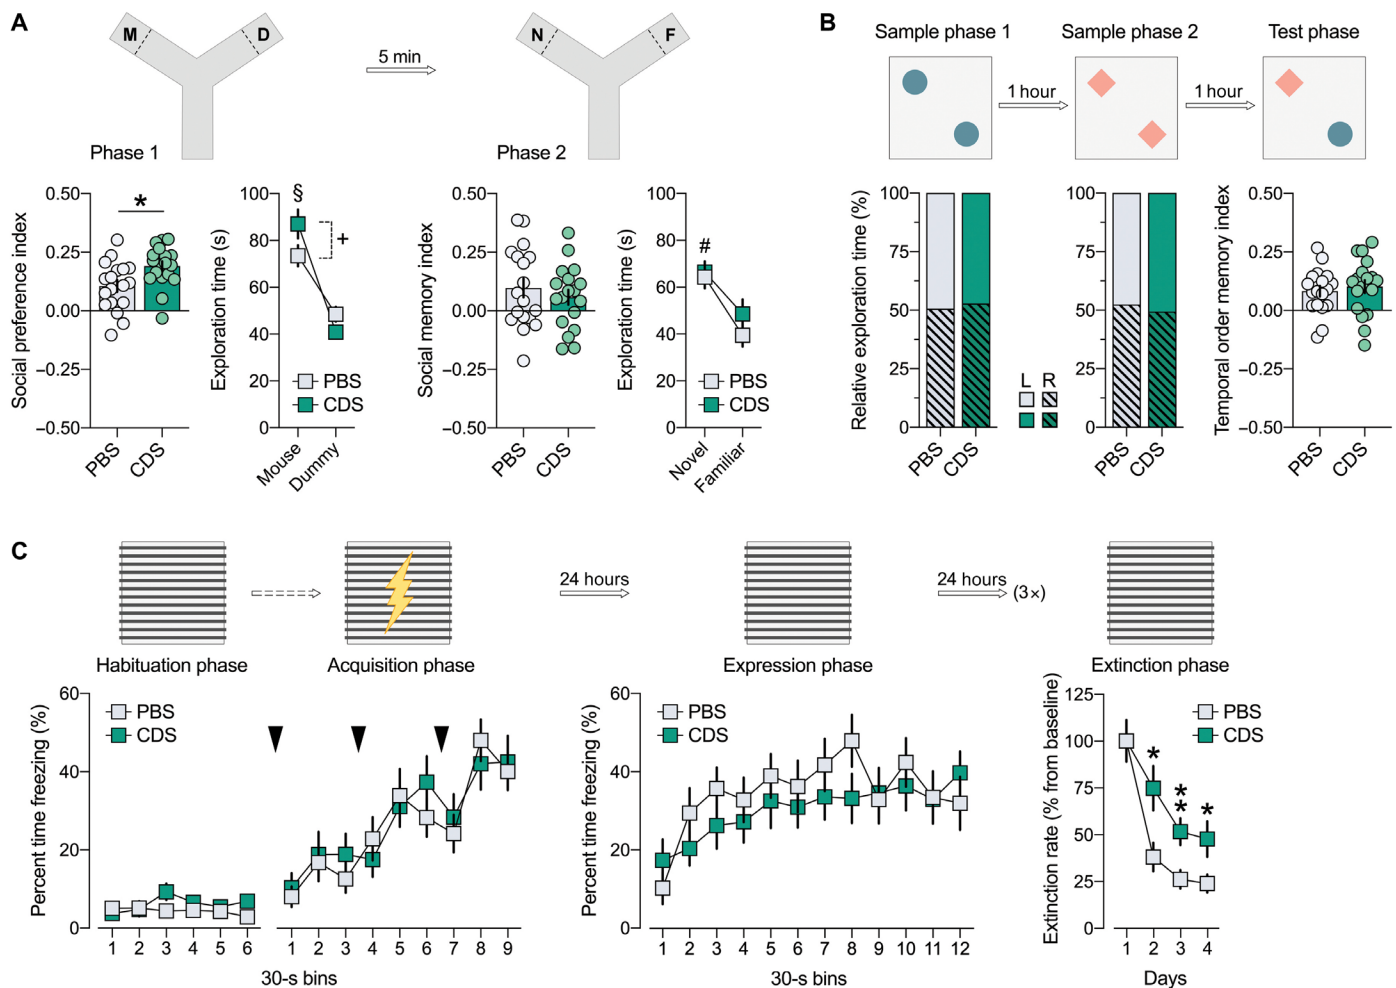 A
M
D
5 min
N
F
Phase 1
Phase 2
Social preference index
0.50
0.25
0.00
−0.25
−0.50
*
PBS
CDS
Exploration time (s)
100
80
60
40
20
0
§
+
PBS
CDS
Mouse
Dummy
Social memory index
0.50
0.25
0.00
−0.25
−0.50
PBS
CDS
Exploration time (s)
100
80
60
40
20
0
#
PBS
CDS
Novel
Familiar
B
Sample phase 1
Sample phase 2
Test phase
1 hour
1 hour
Relative exploration time (%)
100
75
50
25
0
PBS
CDS
L R
100
75
50
25
0
PBS
CDS
Temporal order memory index
0.50
0.25
0.00
−0.25
−0.50
PBS
CDS
C
24 hours
24 hours
(3×)
Habituation phase
Acquisition phase
Expression phase
Extinction phase
Percent time freezing (%)
60
40
20
0
PBS
CDS
1 2 3 4 5 6
1 2 3 4 5 6 7 8 9
30-s bins
Percent time freezing (%)
60
40
20
0
PBS
CDS
1 2 3 4 5 6 7 8 9 10 11 12
30-s bins
Extinction rate (% from baseline)
125
100
75
50
25
0
PBS
CDS
*
**
*
1 2 3 4
Days